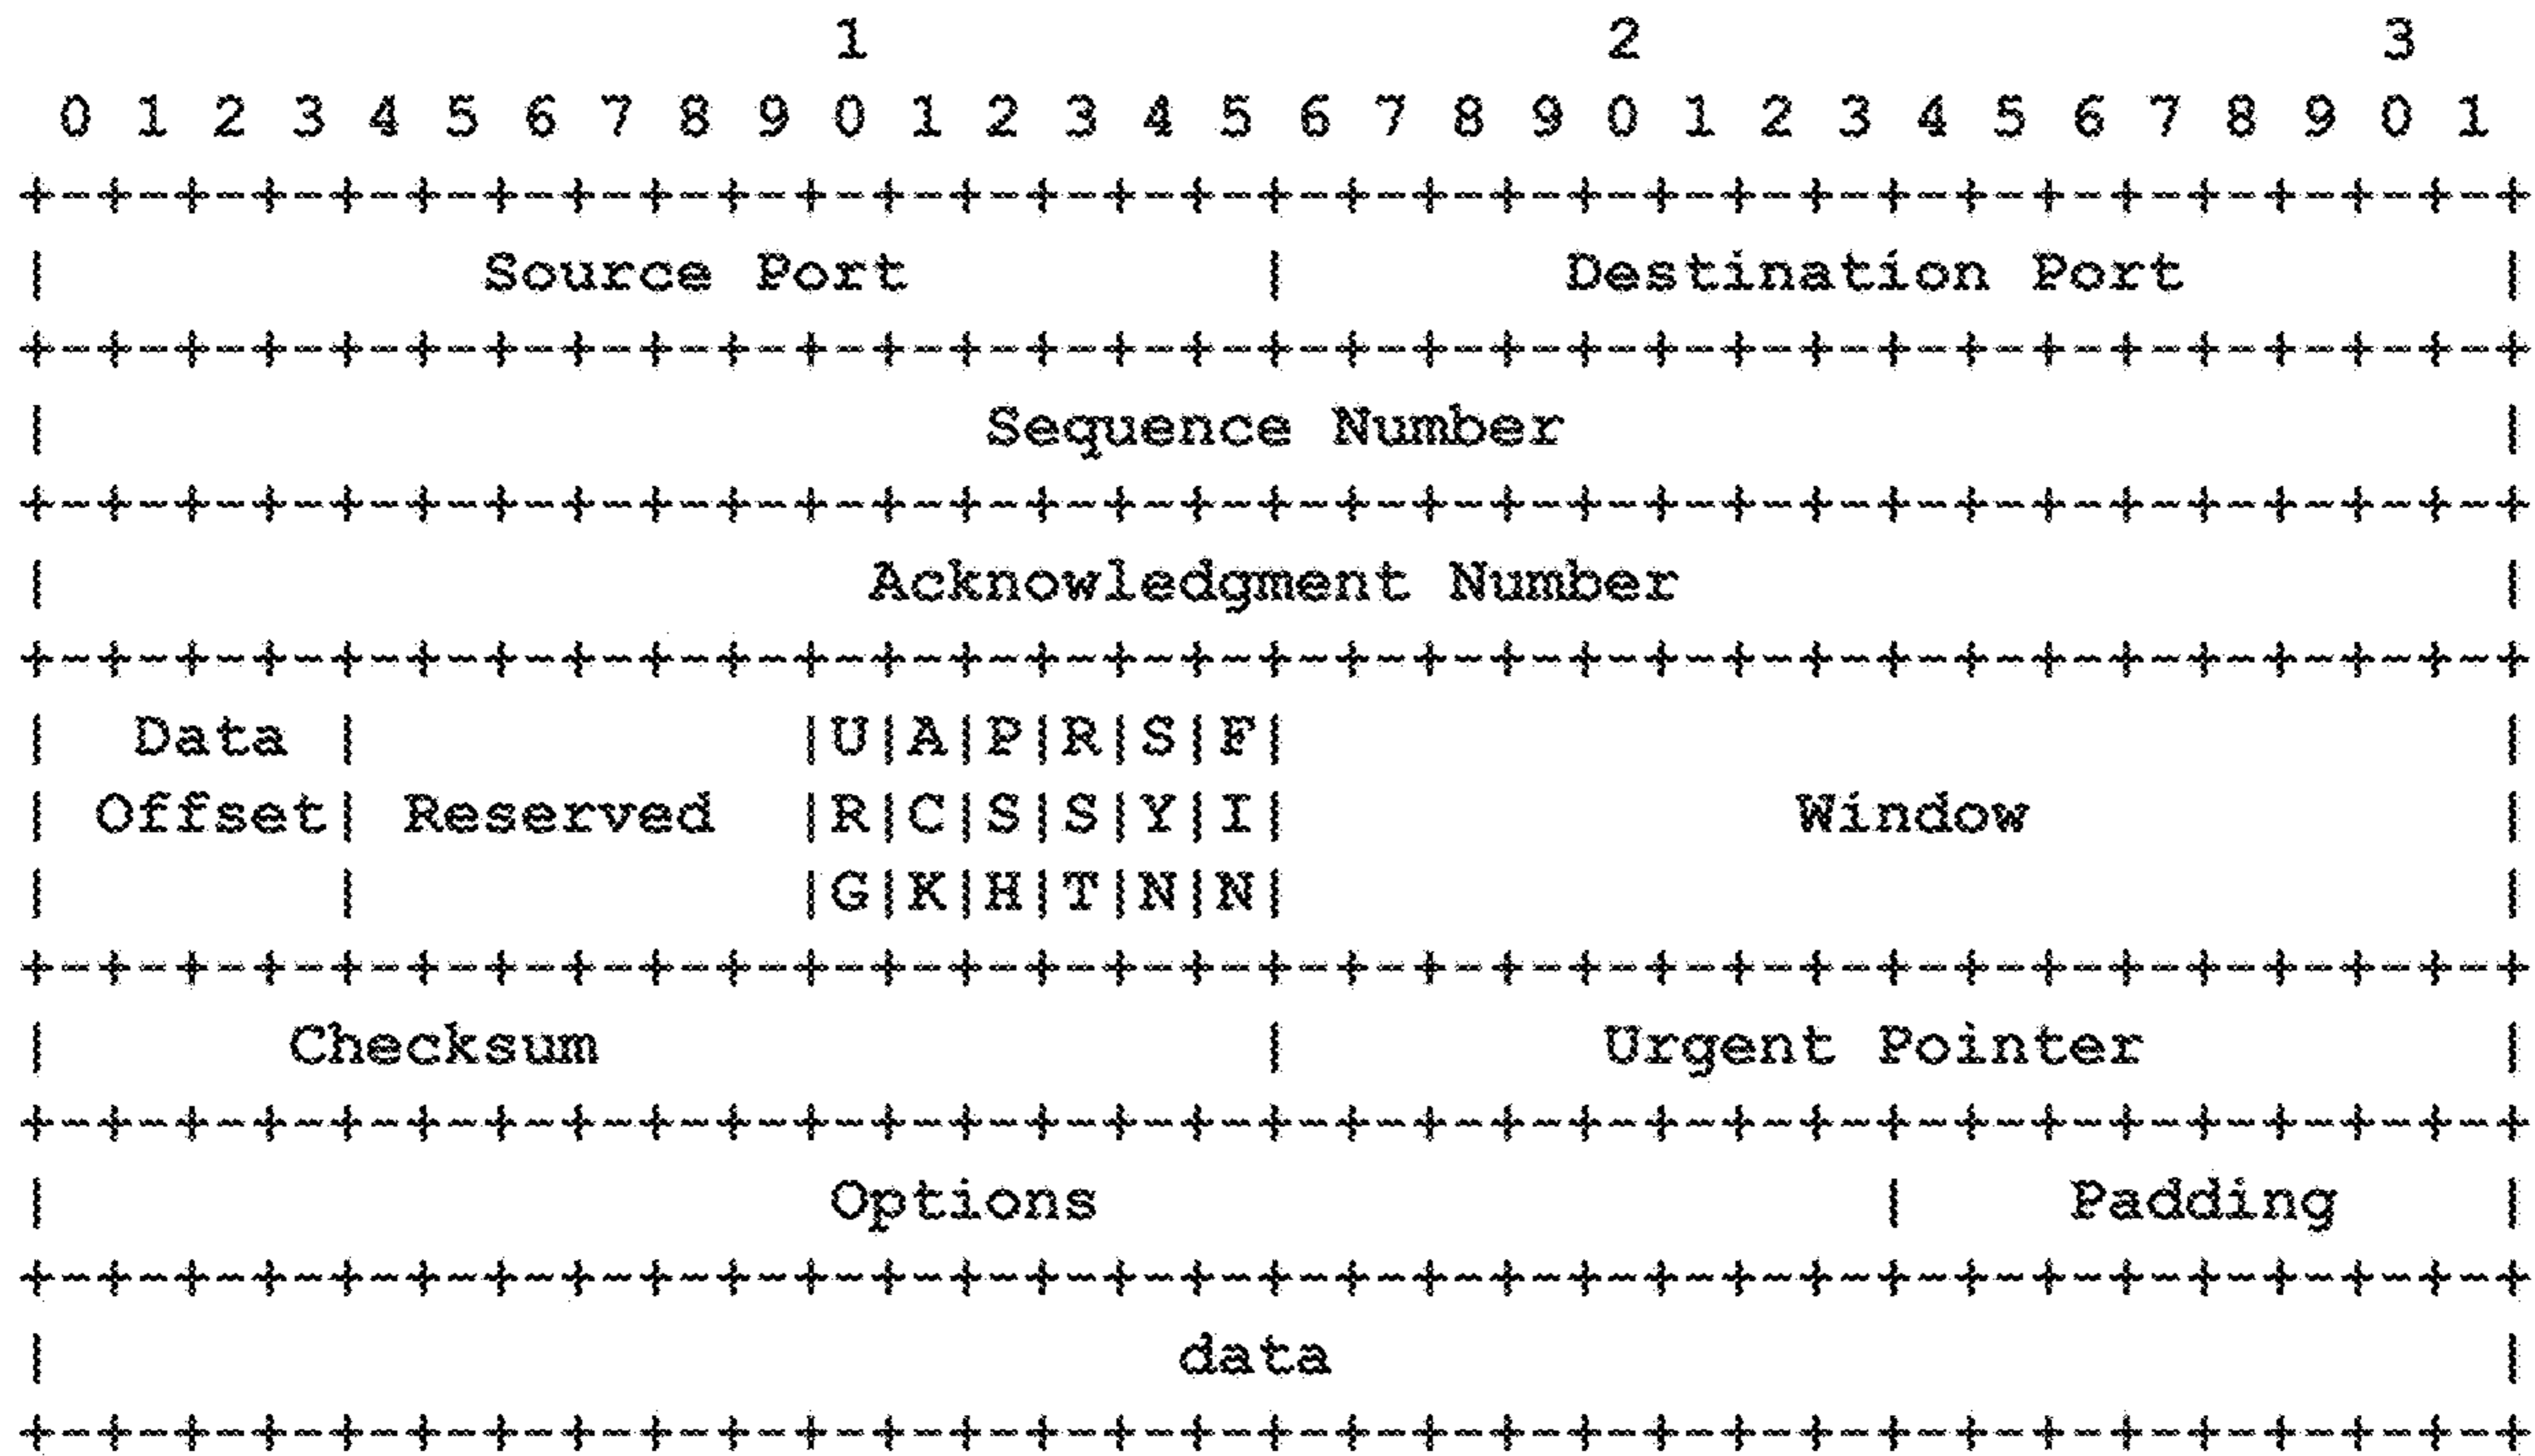 1                   2                   3
 0 1 2 3 4 5 6 7 8 9 0 1 2 3 4 5 6 7 8 9 0 1 2 3 4 5 6 7 8 9 0 1
+-+-+-+-+-+-+-+-+-+-+-+-+-+-+-+-+-+-+-+-+-+-+-+-+-+-+-+-+-+-+-+-+
|           Source Port         |       Destination Port        |
+-+-+-+-+-+-+-+-+-+-+-+-+-+-+-+-+-+-+-+-+-+-+-+-+-+-+-+-+-+-+-+-+
|                        Sequence Number                        |
+-+-+-+-+-+-+-+-+-+-+-+-+-+-+-+-+-+-+-+-+-+-+-+-+-+-+-+-+-+-+-+-+
|                     Acknowledgment Number                     |
+-+-+-+-+-+-+-+-+-+-+-+-+-+-+-+-+-+-+-+-+-+-+-+-+-+-+-+-+-+-+-+-+
|  Data |           |U|A|P|R|S|F|                               |
| Offset| Reserved  |R|C|S|S|Y|I|             Window            |
|       |           |G|K|H|T|N|N|                               |
+-+-+-+-+-+-+-+-+-+-+-+-+-+-+-+-+-+-+-+-+-+-+-+-+-+-+-+-+-+-+-+-+
|      Checksum                 |        Urgent Pointer         |
+-+-+-+-+-+-+-+-+-+-+-+-+-+-+-+-+-+-+-+-+-+-+-+-+-+-+-+-+-+-+-+-+
|                    Options                    |    Padding    |
+-+-+-+-+-+-+-+-+-+-+-+-+-+-+-+-+-+-+-+-+-+-+-+-+-+-+-+-+-+-+-+-+
|                             data                              |
+-+-+-+-+-+-+-+-+-+-+-+-+-+-+-+-+-+-+-+-+-+-+-+-+-+-+-+-+-+-+-+-+